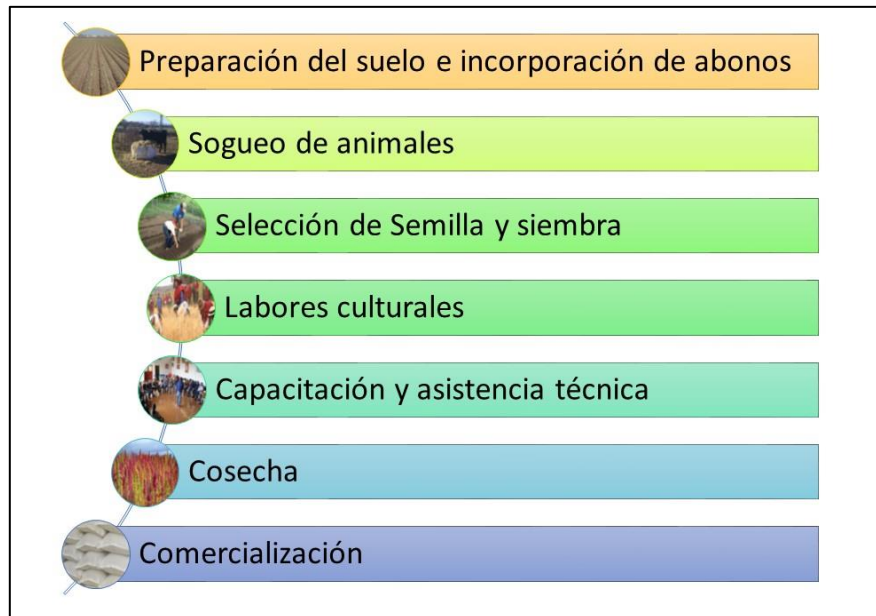 Preparación del suelo e incorporación de abonos
Sogueo de animales
Selección de Semilla y siembra
Labores culturales
Capacitación y asistencia técnica
Cosecha
Comercialización